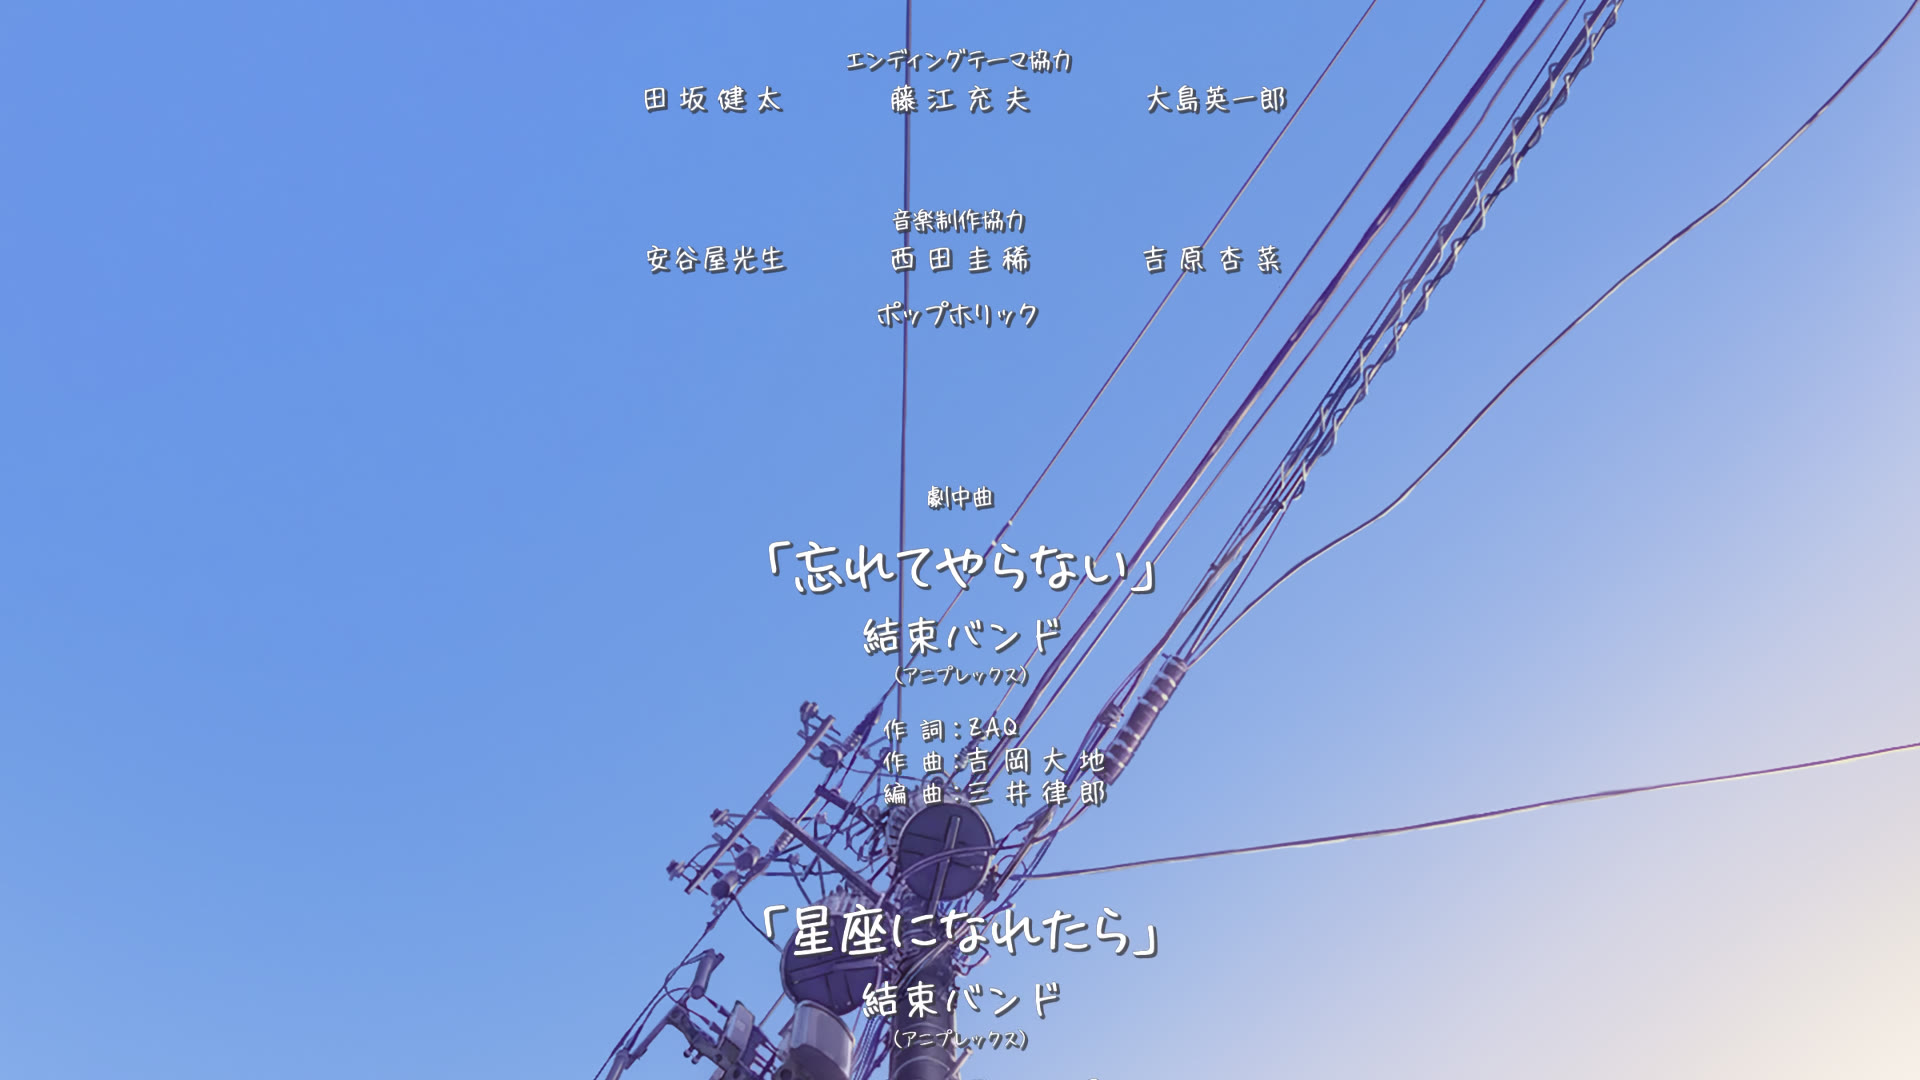 エンディングテーマ協力
田坂健太 藤江充夫 大島英一郎
音楽制作協力
安谷屋光生 西田圭稀 吉原杏菜
ポップホリック
劇中曲
「忘れてやらない」
結束バンド
(アニプレックス)
作詞:ZAQ
作曲:吉岡大地
編曲:三井律郎
「星座になれたら」
結束バンド
(アニプレックス)